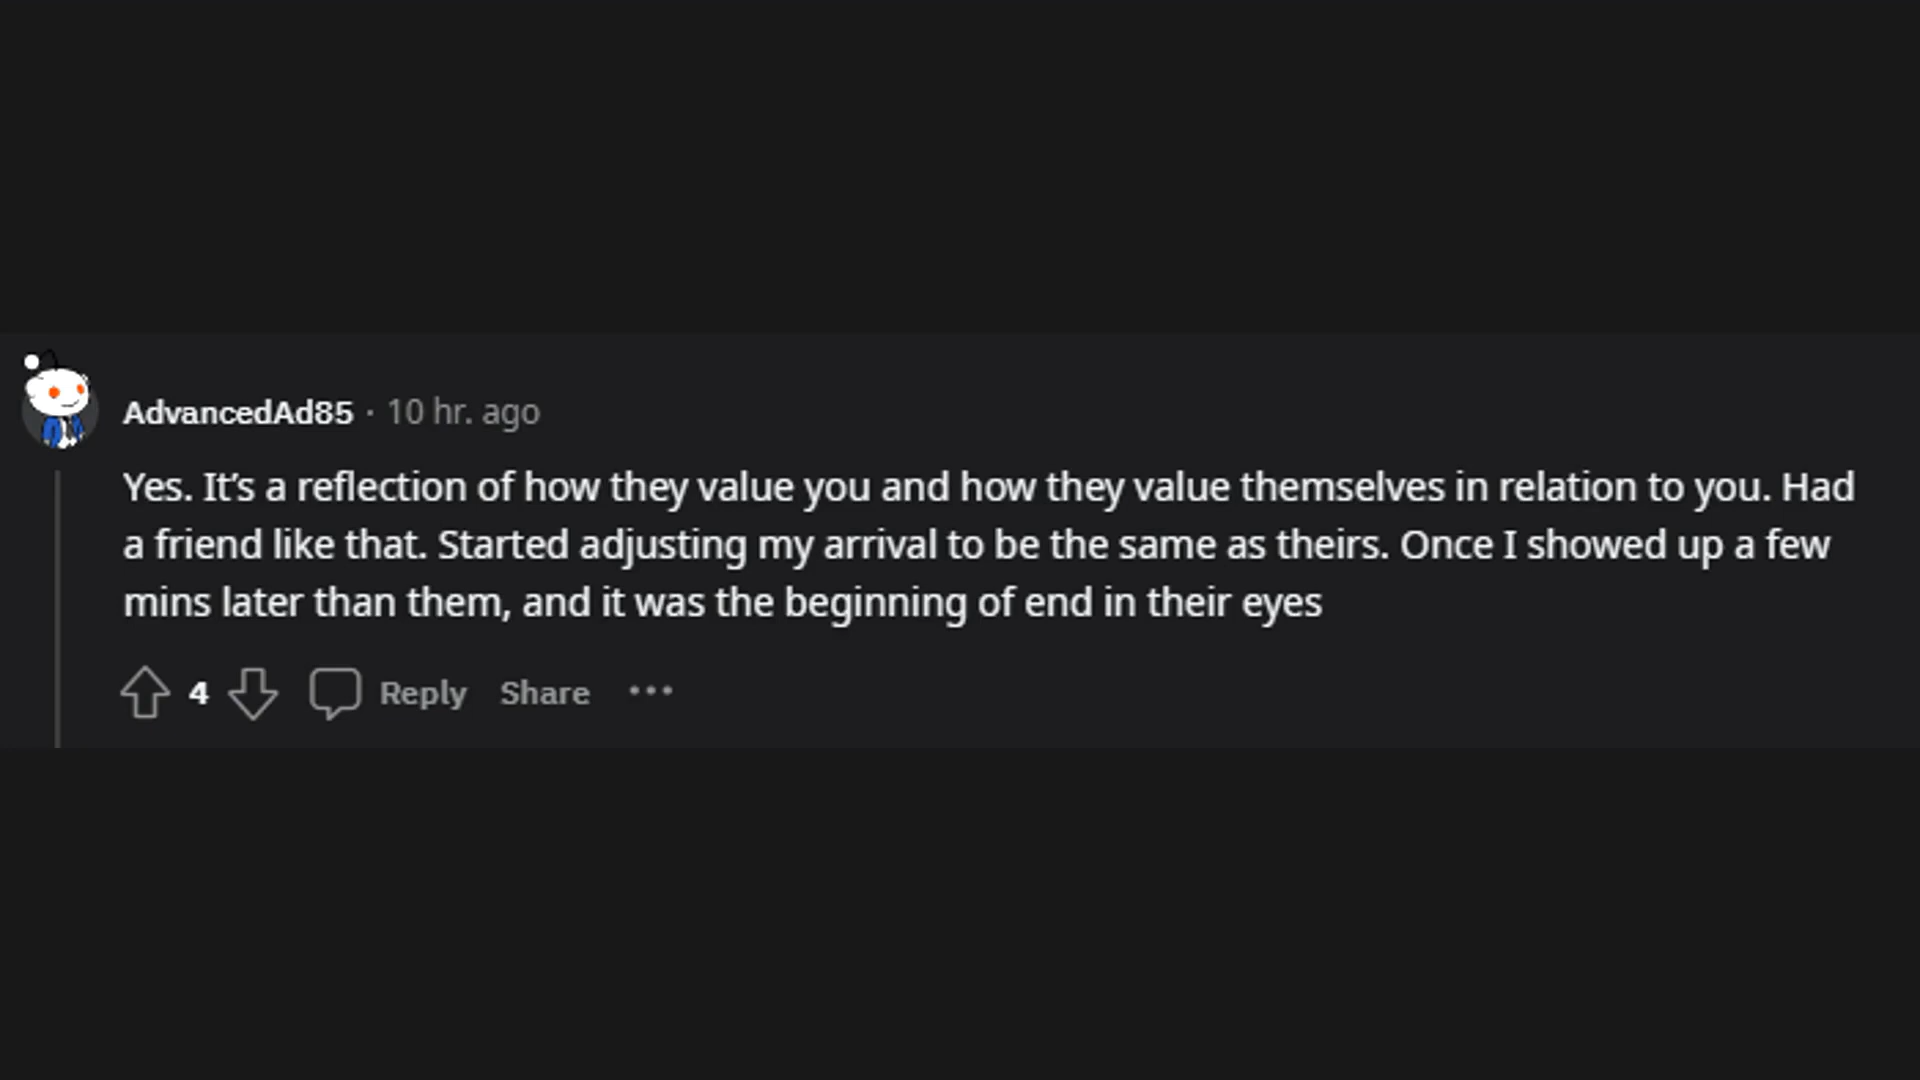 AdvancedAd85 · 10 hr. ago
Yes. It’s a reflection of how they value you and how they value themselves in relation to you. Had
a friend like that. Started adjusting my arrival to be the same as theirs. Once I showed up a few
mins later than them, and it was the beginning of end in their eyes
4 Reply Share ···